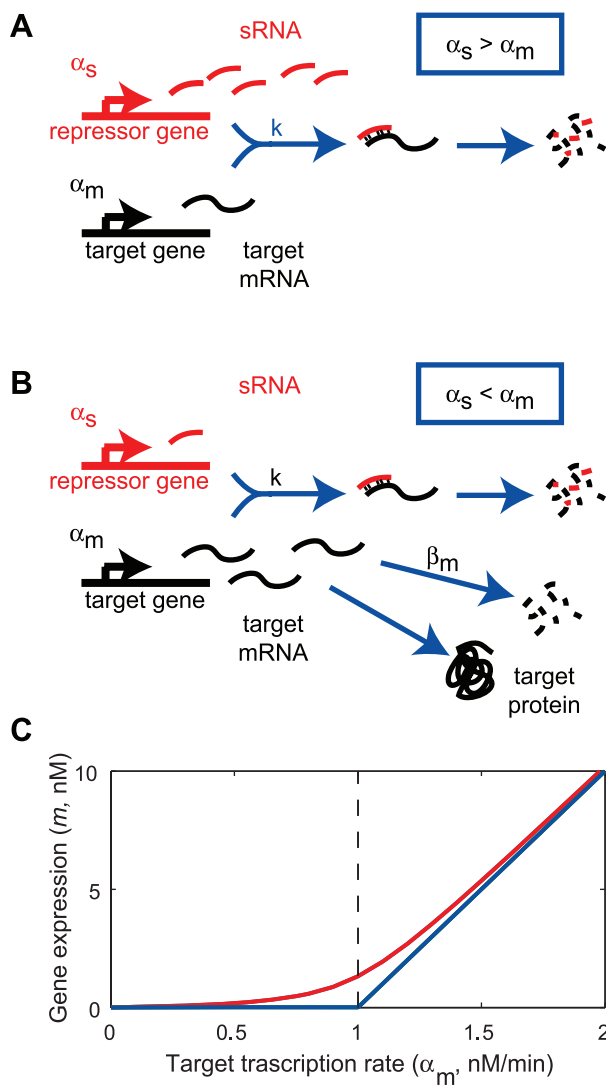 A
sRNA
αs > αm
αs
repressor gene
k
αm
target gene
target
mRNA
B
sRNA
αs < αm
αs
repressor gene
k
αm
βm
target gene
target
mRNA
target
protein
C
Gene expression (m, nM)
10
5
0
0
0.5
1
1.5
2
Target trascription rate (αm, nM/min)